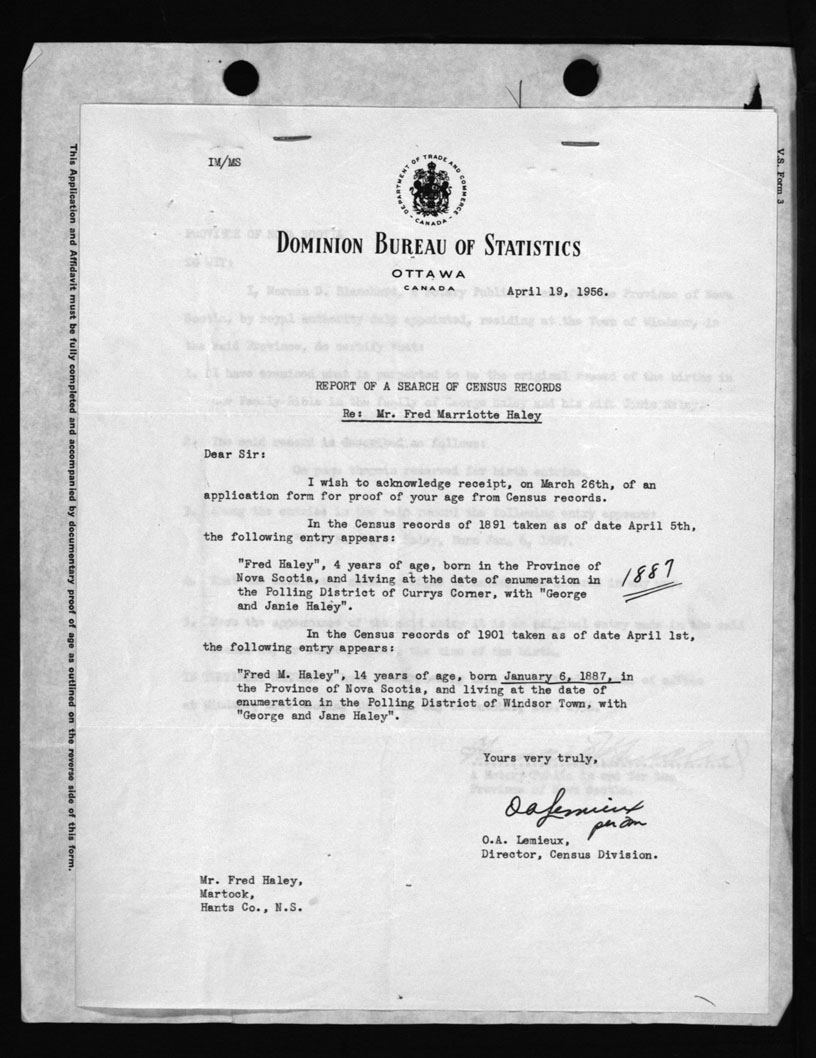 This Application and Affidavit must be fully completed and accompanied by documentary proof of age as outlined on the reverse side of this form.
V.S. Form 3
IM/MS
DEPARTMENT OF TRADE AND COMMERCE
CANADA
DOMINION BUREAU OF STATISTICS
OTTAWA
CANADA
April 19, 1956.
REPORT OF A SEARCH OF CENSUS RECORDS
Re: Mr. Fred Marriotte Haley
Dear Sir:
I wish to acknowledge receipt, on March 26th, of an
application form for proof of your age from Census records.
In the Census records of 1891 taken as of date April 5th,
the following entry appears:
"Fred Haley", 4 years of age, born in the Province of
Nova Scotia, and living at the date of enumeration in
the Polling District of Currys Corner, with "George
and Janie Haley".
1887
In the Census records of 1901 taken as of date April 1st,
the following entry appears:
"Fred M. Haley", 14 years of age, born January 6, 1887, in
the Province of Nova Scotia, and living at the date of
enumeration in the Polling District of Windsor Town, with
"George and Jane Haley".
Yours very truly,
OALemieux
per
O.A. Lemieux,
Director, Census Division.
Mr. Fred Haley,
Martock,
Hants Co., N.S.